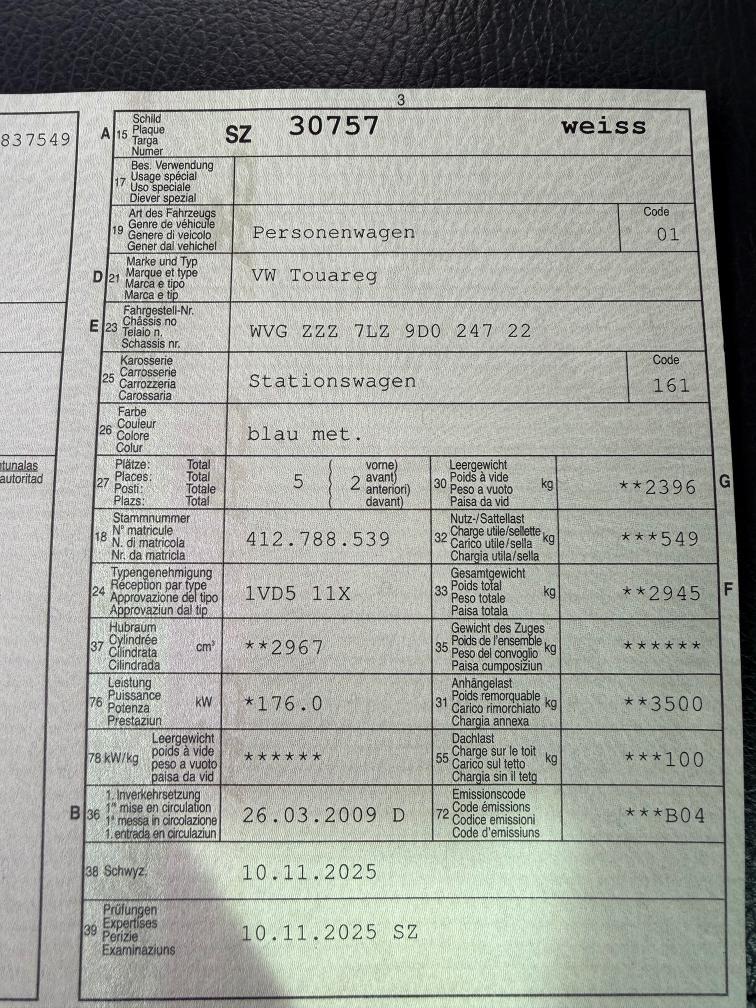 3
837549
A 15 Schild
Plaque
Targa
Numer
SZ 30757 weiss
17 Bes. Verwendung
Usage spécial
Uso speciale
Diever spezial
19 Art des Fahrzeugs
Genre de véhicule
Genere di veicolo
Gener dal vehichel
Personenwagen
Code
01
D 21 Marke und Typ
Marque et type
Marca e tipo
Marca e tip
VW Touareg
E 23 Fahrgestell-Nr.
Châssis no
Telaio n.
Schassis nr.
WVG ZZZ 7LZ 9D0 247 22
25 Karosserie
Carrosserie
Carrozzeria
Carossaria
Stationswagen
Code
161
26 Farbe
Couleur
Colore
Colur
blau met.
tunalas
autoritad
27 Plätze: Total
Places: Total
Posti: Totale
Plazs: Total
5 ( 2 vorne)
avant)
anteriori)
davant)
30 Leergewicht
Poids à vide
Peso a vuoto
Paisa da vid
kg
**2396 G
18 Stammnummer
N° matricule
N. di matricola
Nr. da matricla
412.788.539
32 Nutz-/Sattellast
Charge utile/sellette
Carico utile/sella
Chargia utila/sella
kg
***549
24 Typengenehmigung
Réception par type
Approvazione del tipo
Approvaziun dal tip
1VD5 11X
33 Gesamtgewicht
Poids total
Peso totale
Paisa totala
kg
**2945 F
37 Hubraum
Cylindrée
Cilindrata
Cilindrada
cm³
**2967
35 Gewicht des Zuges
Poids de l'ensemble
Peso del convoglio
Paisa cumposiziun
kg
******
76 Leistung
Puissance
Potenza
Prestaziun
kW
*176.0
31 Anhängelast
Poids remorquable
Carico rimorchiato
Chargia annexa
kg
**3500
78 kW/kg Leergewicht
poids à vide
peso a vuoto
paisa da vid
******
55 Dachlast
Charge sur le toit
Carico sul tetto
Chargia sin il tetg
kg
***100
B 36 1. Inverkehrsetzung
1re mise en circulation
1a messa in circolazione
1. entrada en circulaziun
26.03.2009 D
72 Emissionscode
Code émissions
Codice emissioni
Code d'emissiuns
***B04
38 Schwyz,
10.11.2025
39 Prüfungen
Expertises
Perizie
Examinaziuns
10.11.2025 SZ